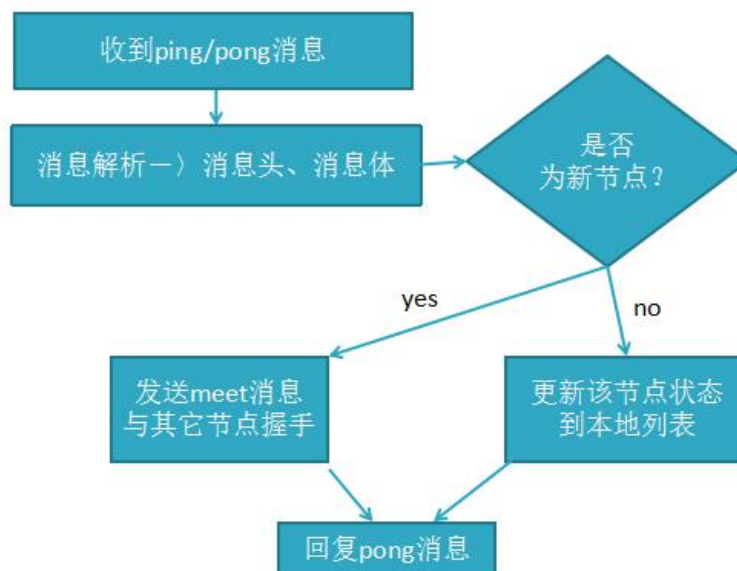 收到ping/pong消息
消息解析－〉消息头、消息体
是否
为新节点？
yes
no
发送meet消息
与其它节点握手
更新该节点状态
到本地列表
回复pong消息